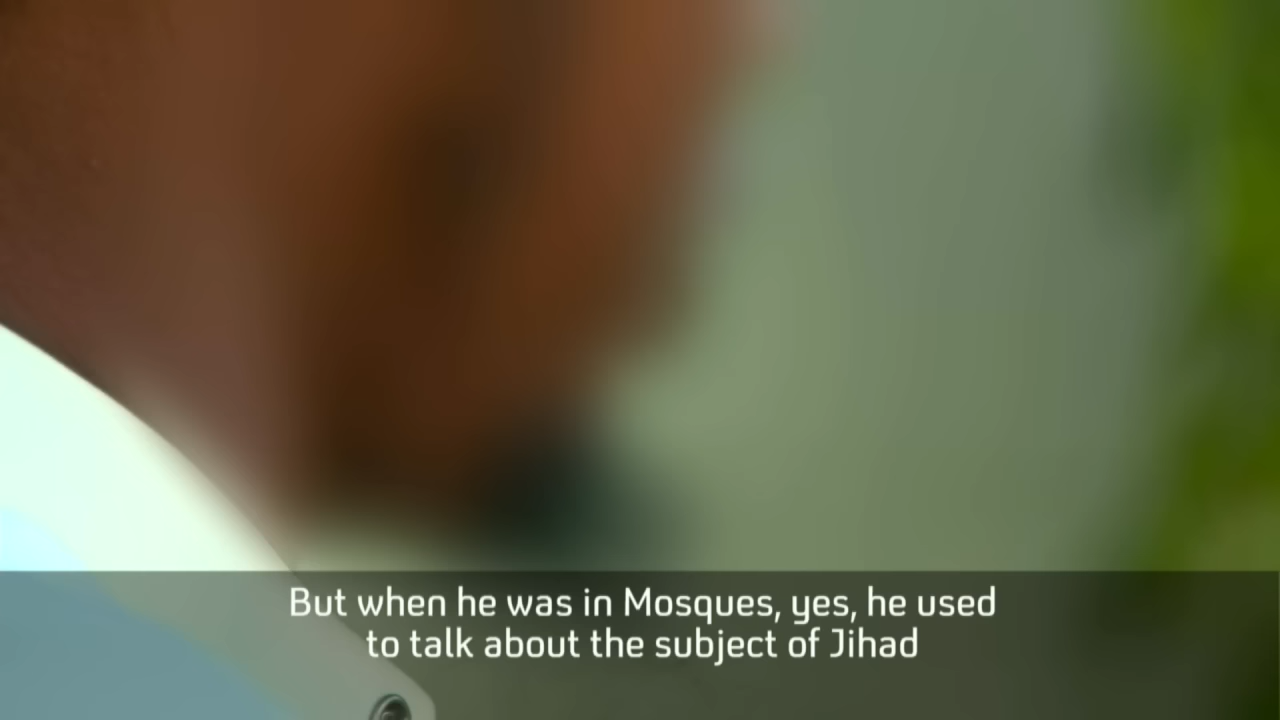 But when he was in Mosques, yes, he used
to talk about the subject of Jihad